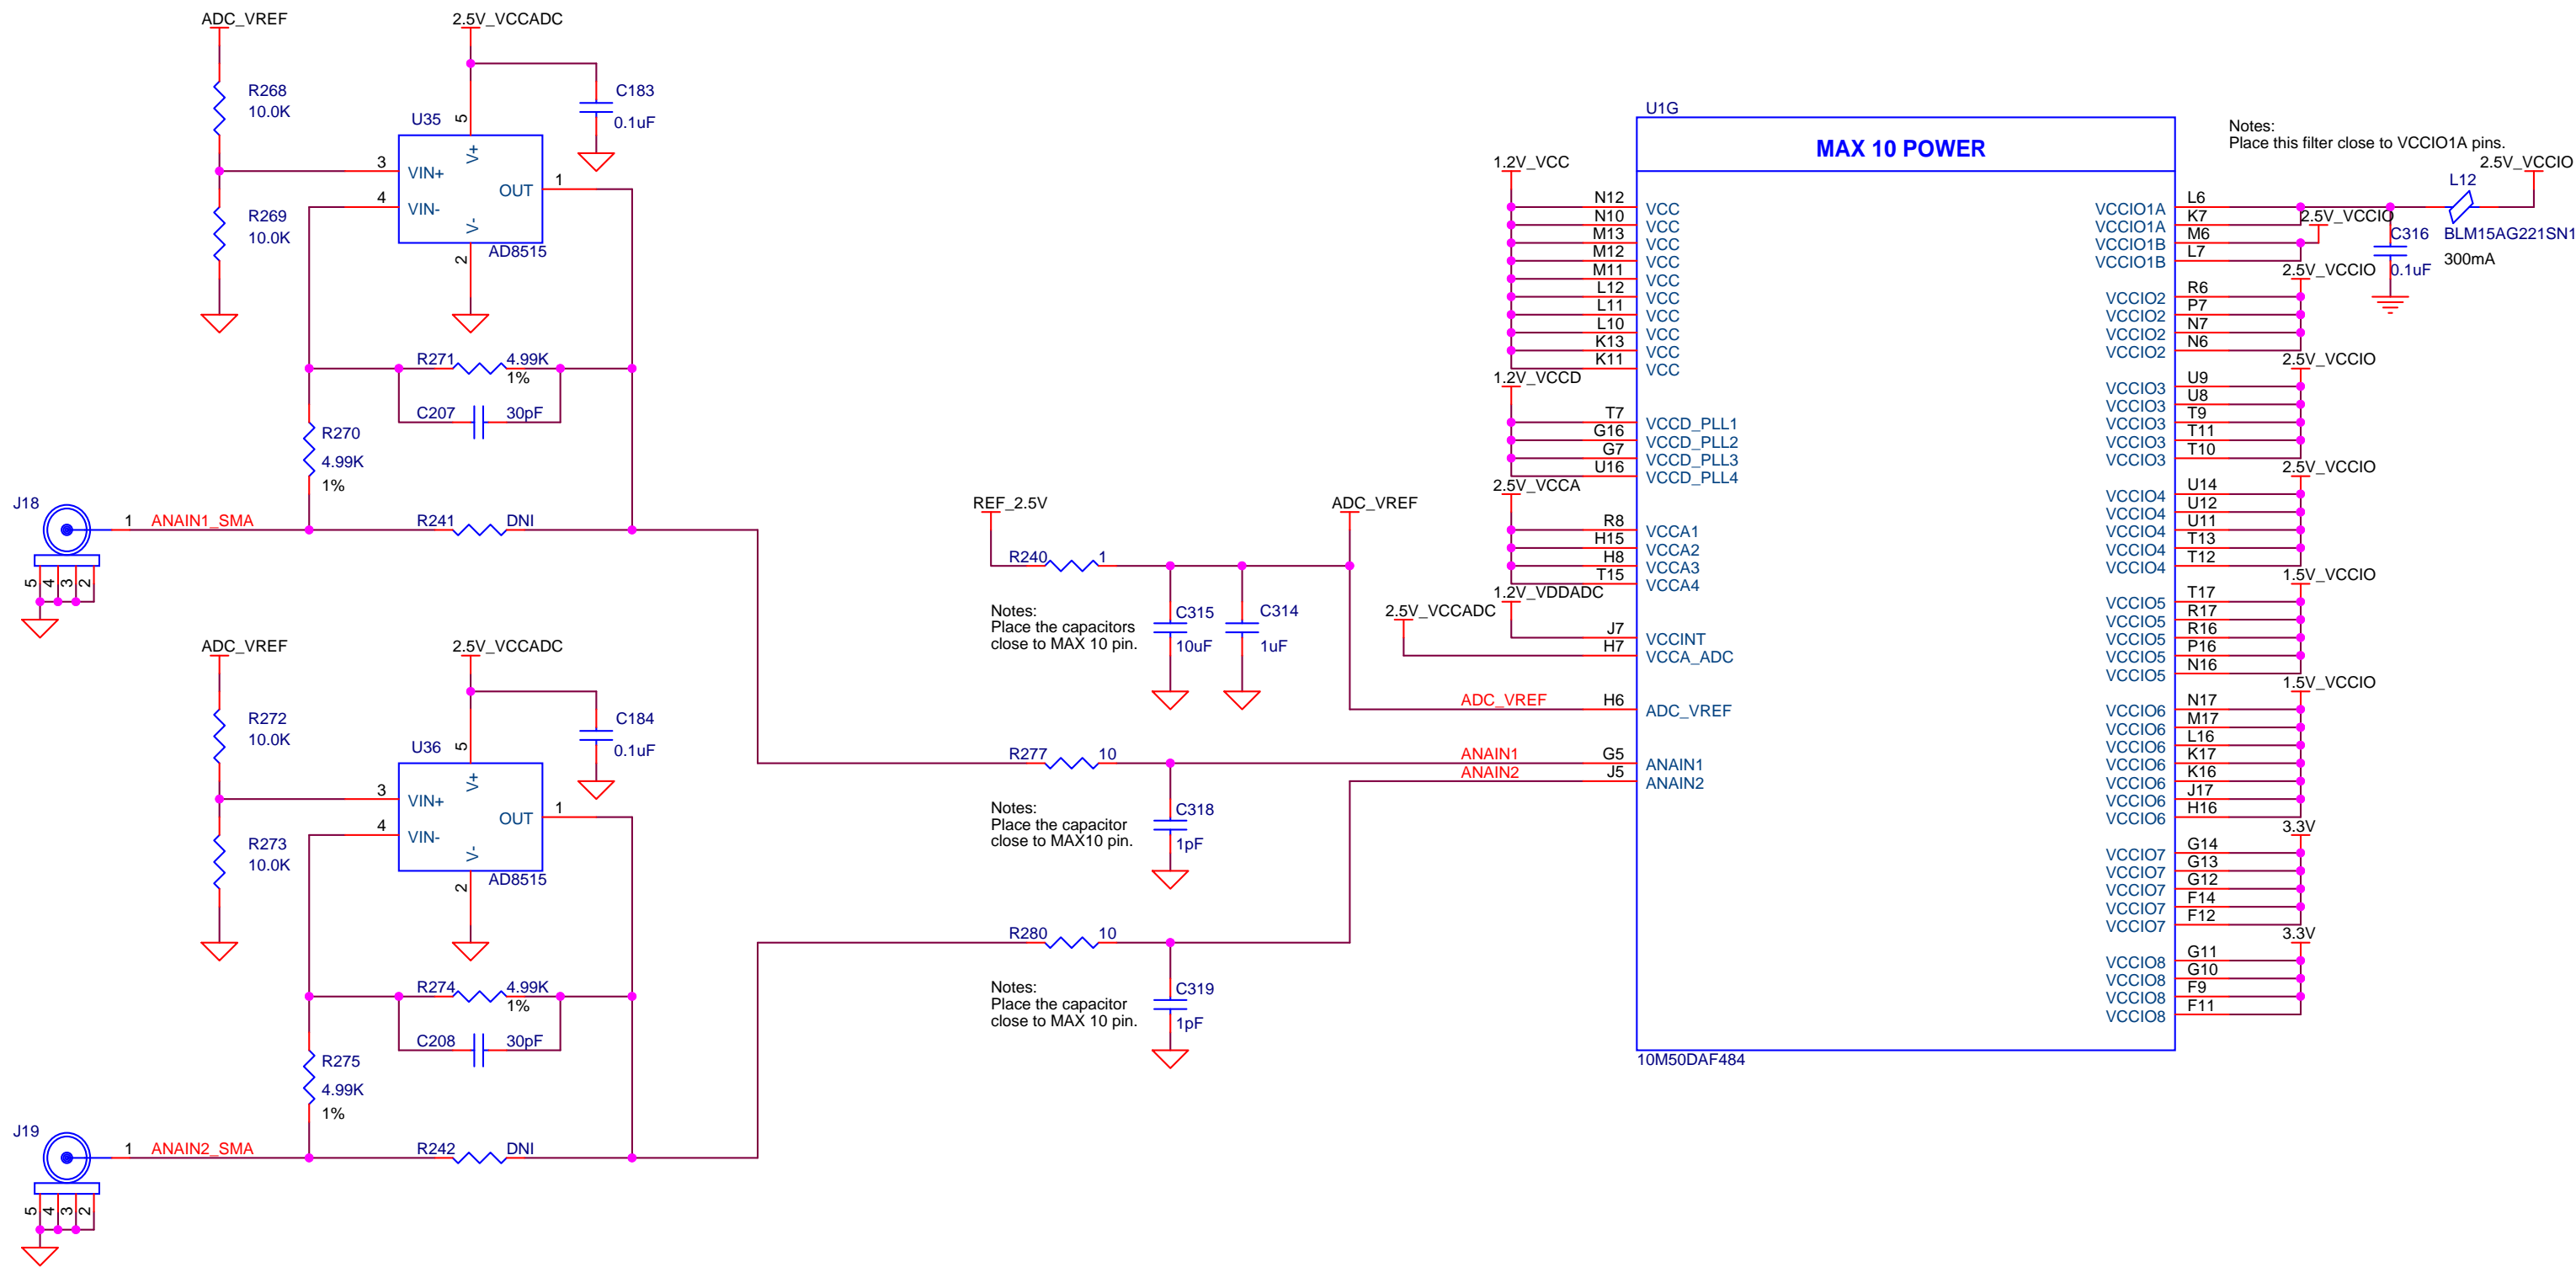 ADC_VREF
2.5V_VCCADC
R268
10.0K
C183
0.1uF
U35
5
V+
3
VIN+
4
VIN-
OUT
1
V-
2
AD8515
R269
10.0K
R271
4.99K
1%
C207
30pF
R270
4.99K
1%
J18
1
ANAIN1_SMA
R241
DNI
5
4
3
2
ADC_VREF
2.5V_VCCADC
R272
10.0K
C184
0.1uF
U36
5
V+
3
VIN+
4
VIN-
OUT
1
V-
2
AD8515
R273
10.0K
R274
4.99K
1%
C208
30pF
R275
4.99K
1%
J19
1
ANAIN2_SMA
R242
DNI
5
4
3
2
REF_2.5V
ADC_VREF
R240
1
Notes:
Place the capacitors
close to MAX 10 pin.
C315
10uF
C314
1uF
R277
10
Notes:
Place the capacitor
close to MAX10 pin.
C318
1pF
R280
10
Notes:
Place the capacitor
close to MAX 10 pin.
C319
1pF
U1G
MAX 10 POWER
1.2V_VCC
N12 VCC
N10 VCC
M13 VCC
M12 VCC
M11 VCC
L12 VCC
L11 VCC
L10 VCC
K13 VCC
K11 VCC
1.2V_VCCD
T7 VCCD_PLL1
G16 VCCD_PLL2
G7 VCCD_PLL3
U16 VCCD_PLL4
2.5V_VCCA
R8 VCCA1
H15 VCCA2
H8 VCCA3
T15 VCCA4
1.2V_VDDADC
2.5V_VCCADC
J7 VCCINT
H7 VCCA_ADC
ADC_VREF H6 ADC_VREF
ANAIN1 G5 ANAIN1
ANAIN2 J5 ANAIN2
10M50DAF484
Notes:
Place this filter close to VCCIO1A pins.
2.5V_VCCIO
L12
BLM15AG221SN1
300mA
C316
0.1uF
VCCIO1A L6
VCCIO1A K7
2.5V_VCCIO
VCCIO1B M6
VCCIO1B L7
2.5V_VCCIO
VCCIO2 R6
VCCIO2 P7
VCCIO2 N7
VCCIO2 N6
2.5V_VCCIO
VCCIO3 U9
VCCIO3 U8
VCCIO3 T9
VCCIO3 T11
VCCIO3 T10
2.5V_VCCIO
VCCIO4 U14
VCCIO4 U12
VCCIO4 U11
VCCIO4 T13
VCCIO4 T12
1.5V_VCCIO
VCCIO5 T17
VCCIO5 R17
VCCIO5 R16
VCCIO5 P16
VCCIO5 N16
1.5V_VCCIO
VCCIO6 N17
VCCIO6 M17
VCCIO6 L16
VCCIO6 K17
VCCIO6 K16
VCCIO6 J17
VCCIO6 H16
3.3V
VCCIO7 G14
VCCIO7 G13
VCCIO7 G12
VCCIO7 F14
VCCIO7 F12
3.3V
VCCIO8 G11
VCCIO8 G10
VCCIO8 F9
VCCIO8 F11